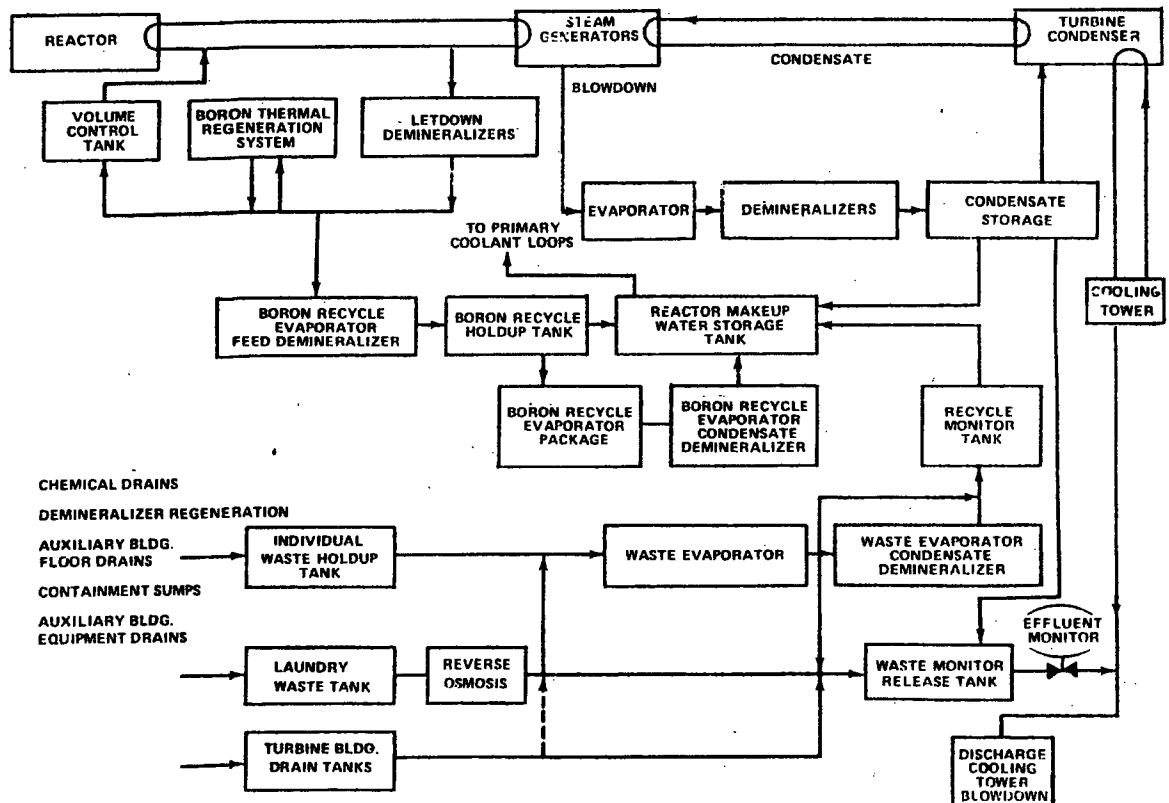 REACTOR
STEAM
GENERATORS
TURBINE
CONDENSER
CONDENSATE
BLOWDOWN
VOLUME
CONTROL
TANK
BORON THERMAL
REGENERATION
SYSTEM
LETDOWN
DEMINERALIZERS
EVAPORATOR
DEMINERALIZERS
CONDENSATE
STORAGE
TO PRIMARY
COOLANT LOOPS
COOLING
TOWER
BORON RECYCLE
EVAPORATOR
FEED DEMINERALIZER
BORON RECYCLE
HOLDUP TANK
REACTOR MAKEUP
WATER STORAGE
TANK
BORON RECYCLE
EVAPORATOR
PACKAGE
BORON RECYCLE
EVAPORATOR
CONDENSATE
DEMINERALIZER
RECYCLE
MONITOR
TANK
CHEMICAL DRAINS
DEMINERALIZER REGENERATION
AUXILIARY BLDG.
FLOOR DRAINS
CONTAINMENT SUMPS
AUXILIARY BLDG.
EQUIPMENT DRAINS
INDIVIDUAL
WASTE HOLDUP
TANK
WASTE EVAPORATOR
WASTE EVAPORATOR
CONDENSATE
DEMINERALIZER
EFFLUENT
MONITOR
LAUNDRY
WASTE TANK
REVERSE
OSMOSIS
WASTE MONITOR
RELEASE TANK
TURBINE BLDG.
DRAIN TANKS
DISCHARGE
COOLING
TOWER
BLOWDOWN